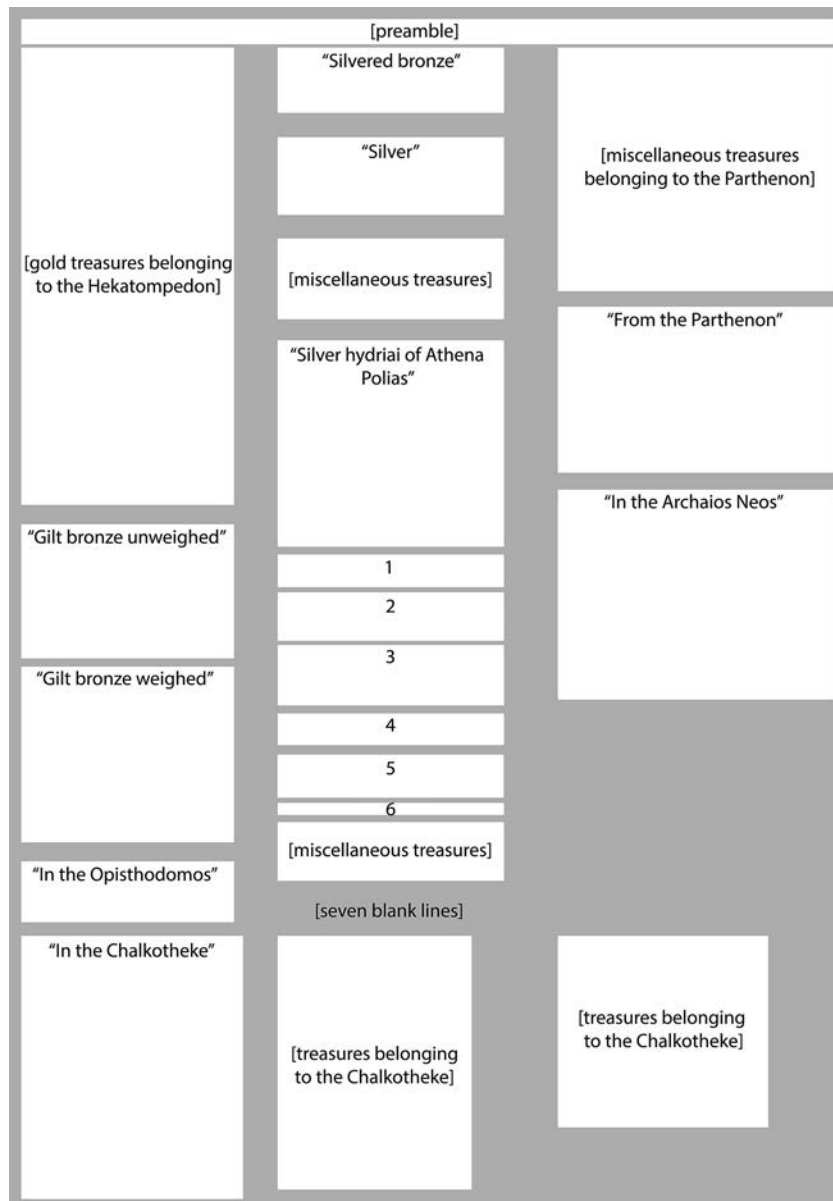 [preamble]
[gold treasures belonging
to the Hekatompedon]
“Gilt bronze unweighed”
“Gilt bronze weighed”
“In the Opisthodomos”
“In the Chalkotheke”
“Silvered bronze”
“Silver”
[miscellaneous treasures]
“Silver hydriai of Athena
Polias”
1
2
3
4
5
6
[miscellaneous treasures]
[seven blank lines]
[treasures belonging
to the Chalkotheke]
[miscellaneous treasures
belonging to the Parthenon]
“From the Parthenon”
“In the Archaios Neos”
[treasures belonging
to the Chalkotheke]